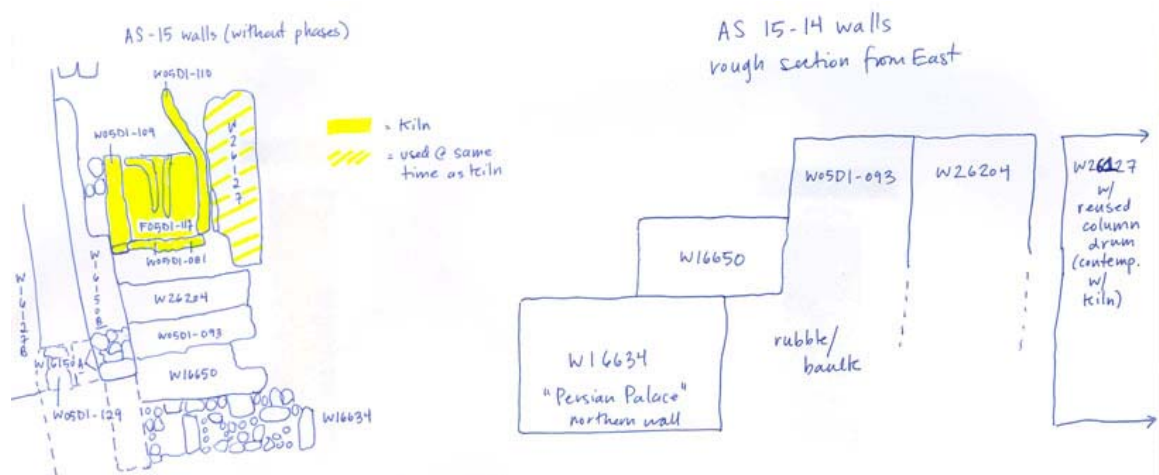 AS-15 walls (without phases)
W05D1-110
W05D1-109
W26127
F05D1-117
W05D1-081
W16150B
W16127B
W26204
W05D1-093
W16650
W16150A
W05D1-129
W16634
= kiln
= used @ same
time as kiln
AS 15-14 walls
rough section from East
W05D1-093
W26204
W26127
w/
reused
column
drum
(contemp.
w/
kiln)
W16650
rubble/
baulk
W16634
"Persian Palace"
northern wall